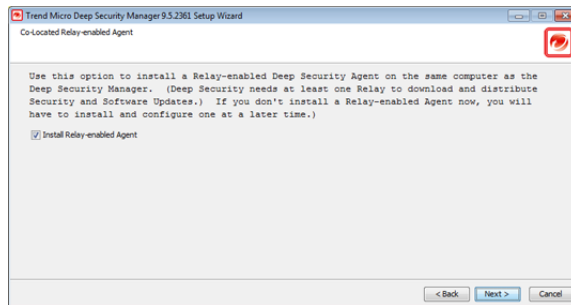 Trend Micro Deep Security Manager 9.5.2361 Setup Wizard
Co-Located Relay-enabled Agent
Use this option to install a Relay-enabled Deep Security Agent on the same computer as the
Deep Security Manager. (Deep Security needs at least one Relay to download and distribute
Security and Software Updates.) If you don't install a Relay-enabled Agent now, you will
have to install and configure one at a later time.)
Install Relay-enabled Agent
< Back Next > Cancel